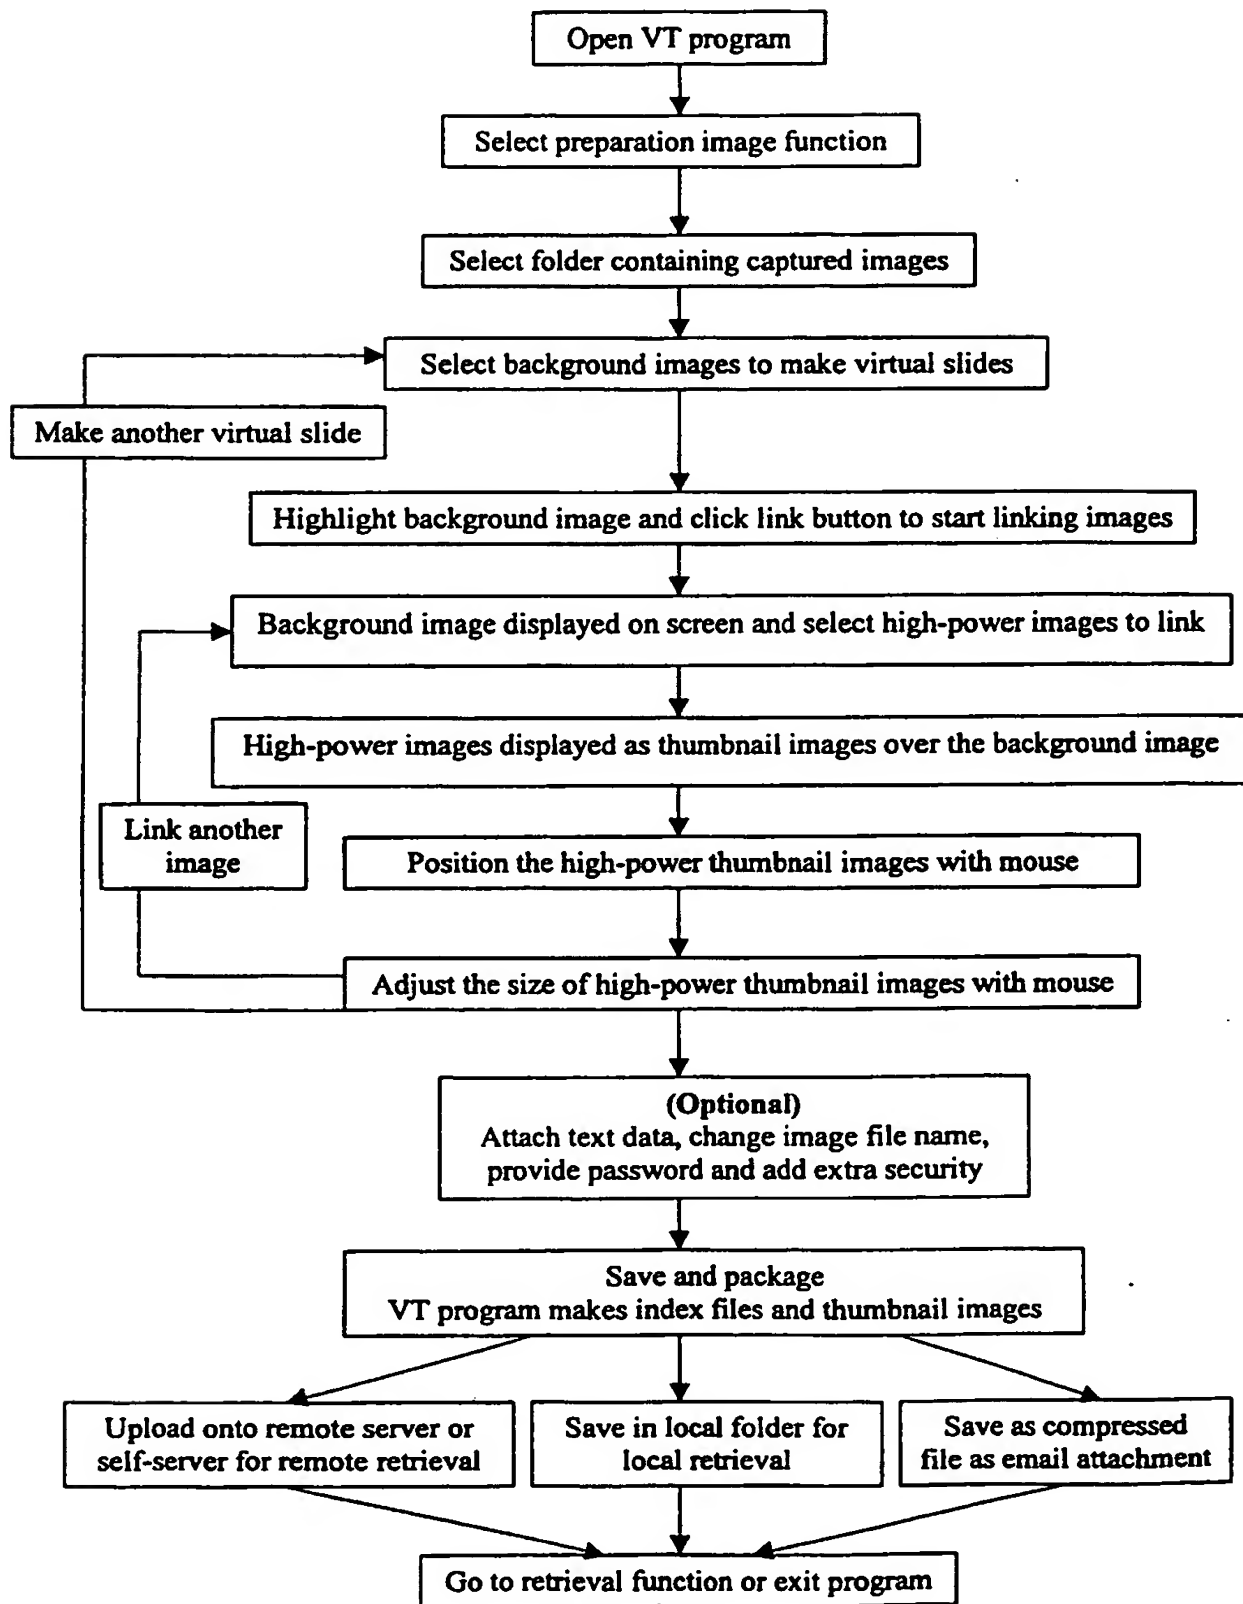 Open VT program
Select preparation image function
Select folder containing captured images
Select background images to make virtual slides
Make another virtual slide
Highlight background image and click link button to start linking images
Background image displayed on screen and select high-power images to link
High-power images displayed as thumbnail images over the background image
Link another
image
Position the high-power thumbnail images with mouse
Adjust the size of high-power thumbnail images with mouse
(Optional)
Attach text data, change image file name,
provide password and add extra security
Save and package
VT program makes index files and thumbnail images
Upload onto remote server or
self-server for remote retrieval
Save in local folder for
local retrieval
Save as compressed
file as email attachment
Go to retrieval function or exit program